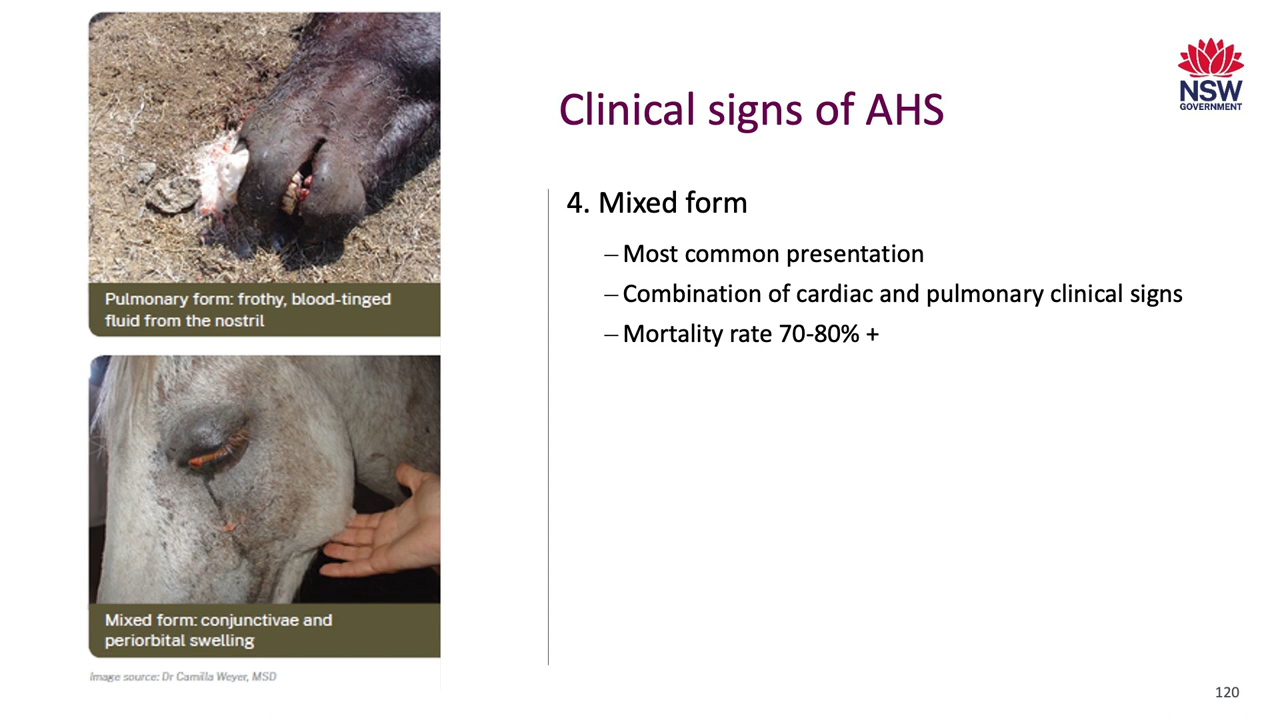 Clinical signs of AHS
NSW
GOVERNMENT
4. Mixed form
– Most common presentation
– Combination of cardiac and pulmonary clinical signs
– Mortality rate 70-80% +
Pulmonary form: frothy, blood-tinged
fluid from the nostril
Mixed form: conjunctivae and
periorbital swelling
Image source: Dr Camilla Weyer, MSD
120